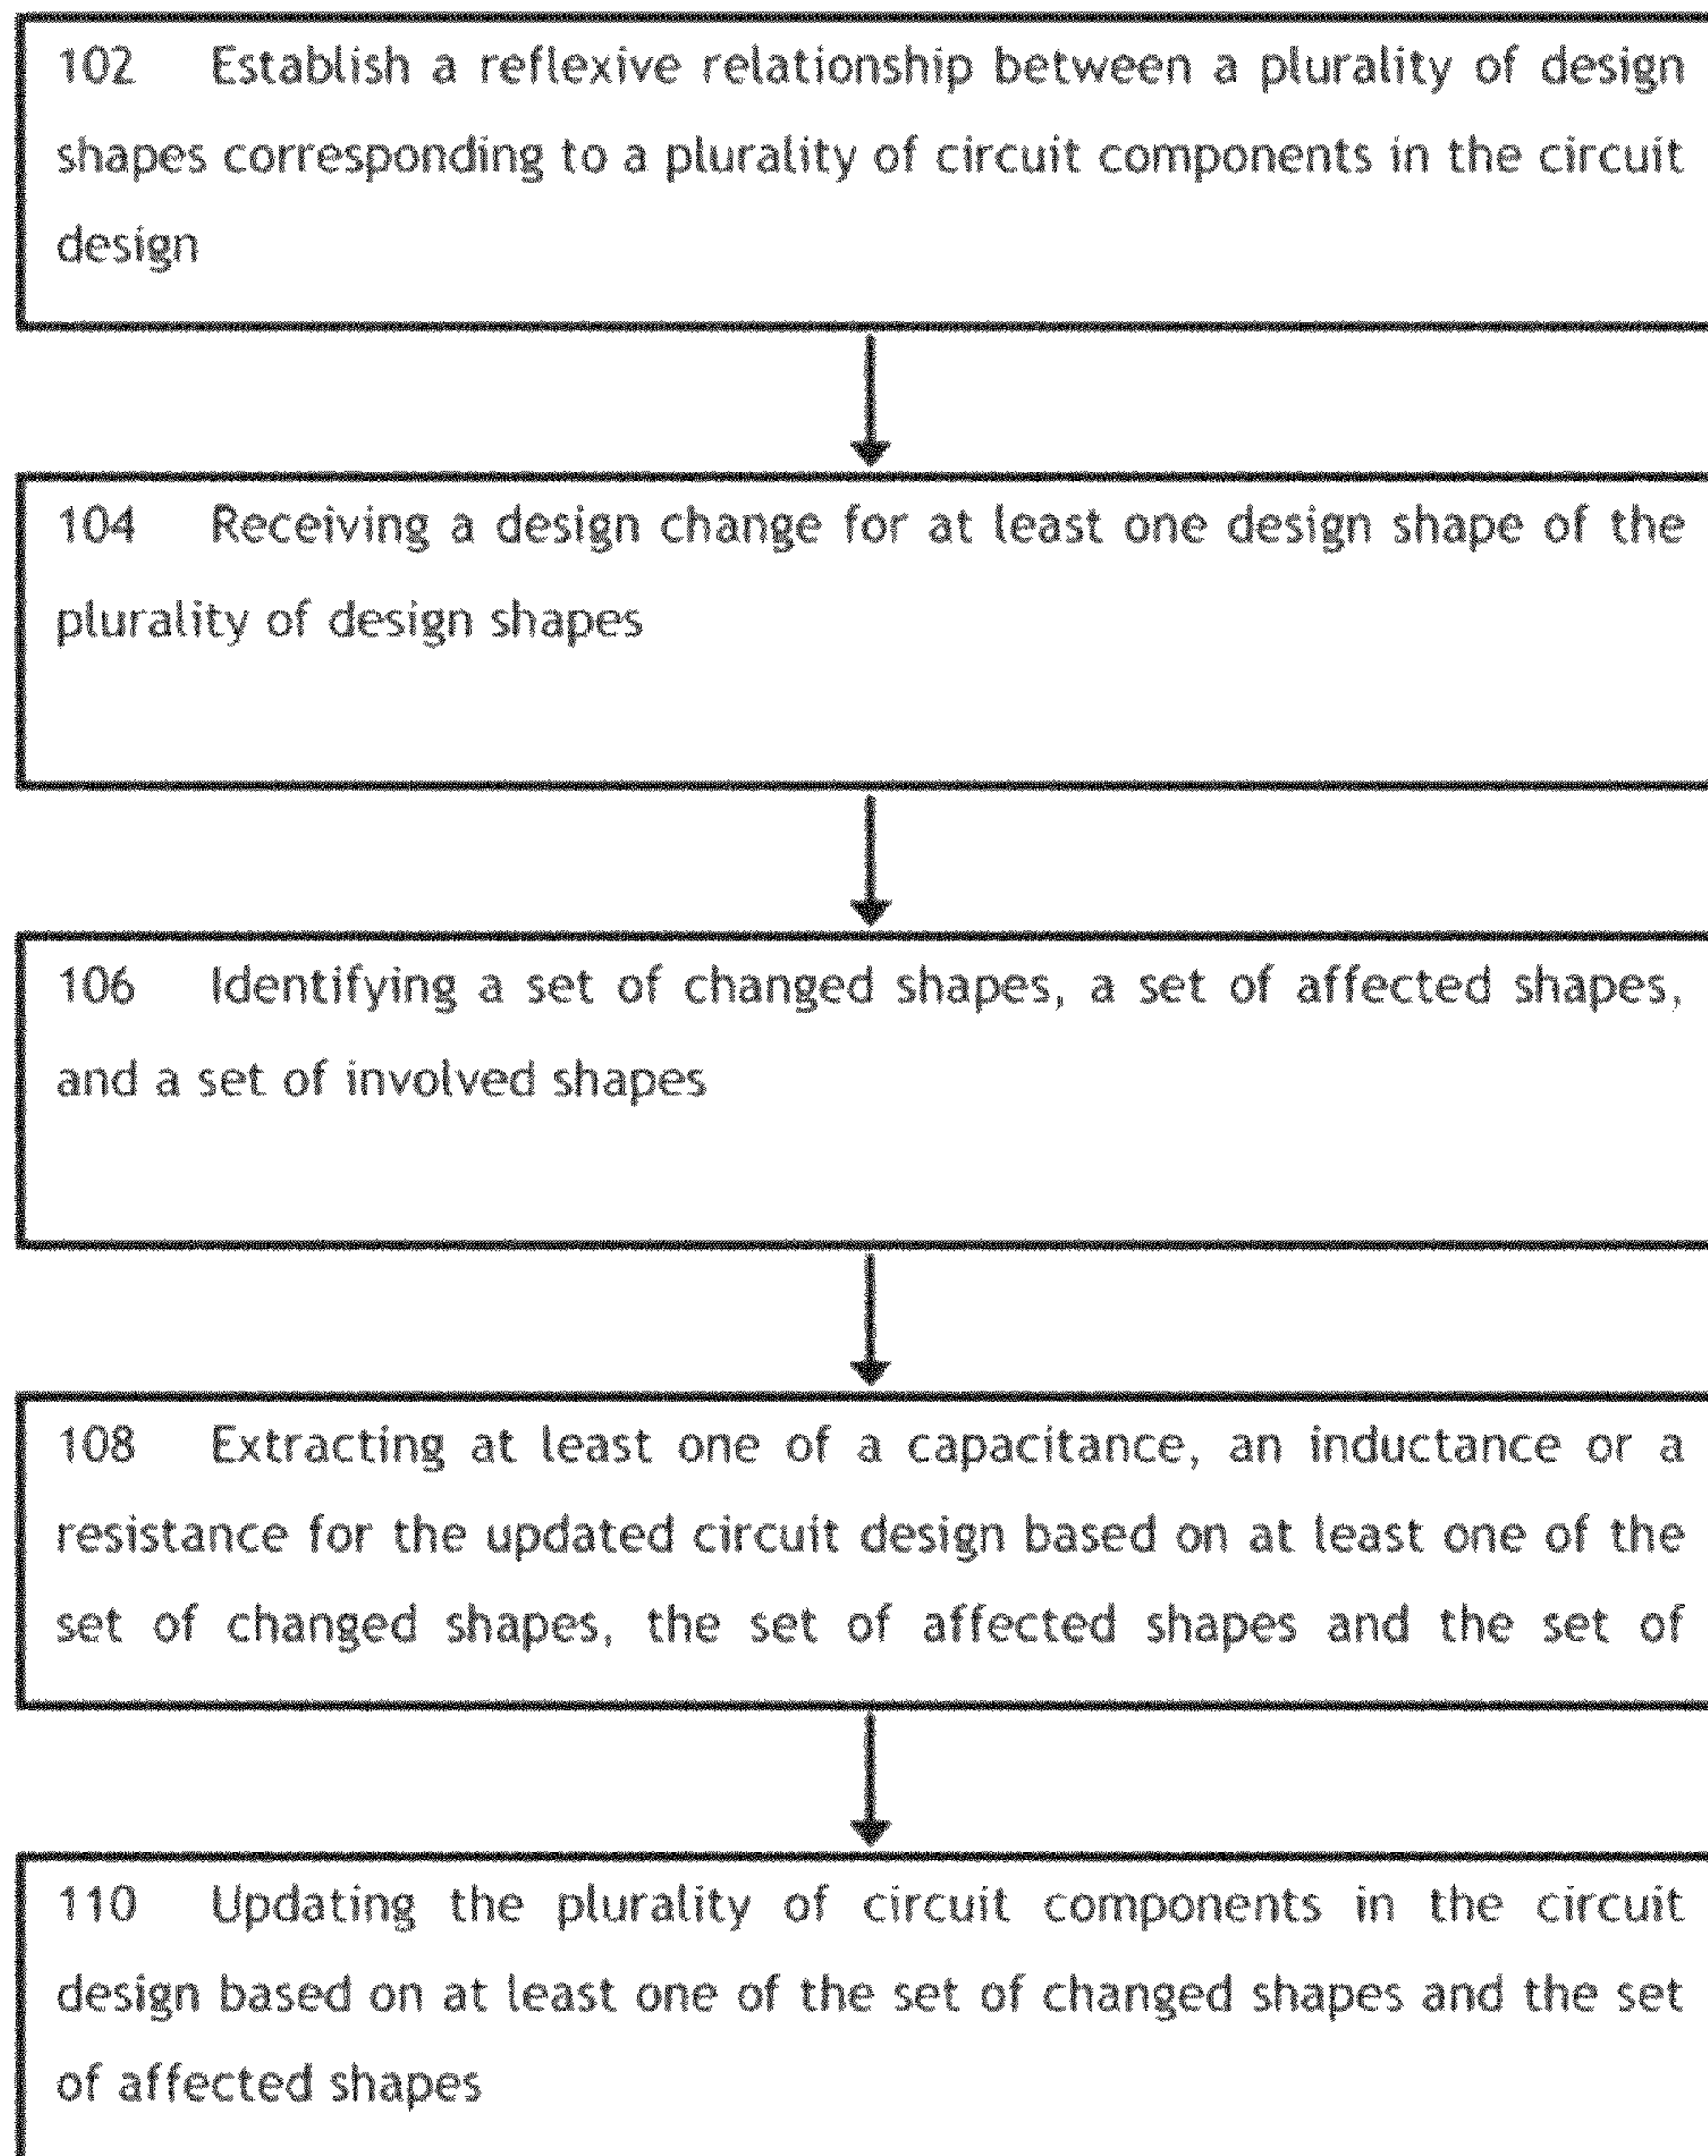 102 Establish a reflexive relationship between a plurality of design
shapes corresponding to a plurality of circuit components in the circuit
design
104 Receiving a design change for at least one design shape of the
plurality of design shapes
106 Identifying a set of changed shapes, a set of affected shapes,
and a set of involved shapes
108 Extracting at least one of a capacitance, an inductance or a
resistance for the updated circuit design based on at least one of the
set of changed shapes, the set of affected shapes and the set of
110 Updating the plurality of circuit components in the circuit
design based on at least one of the set of changed shapes and the set
of affected shapes